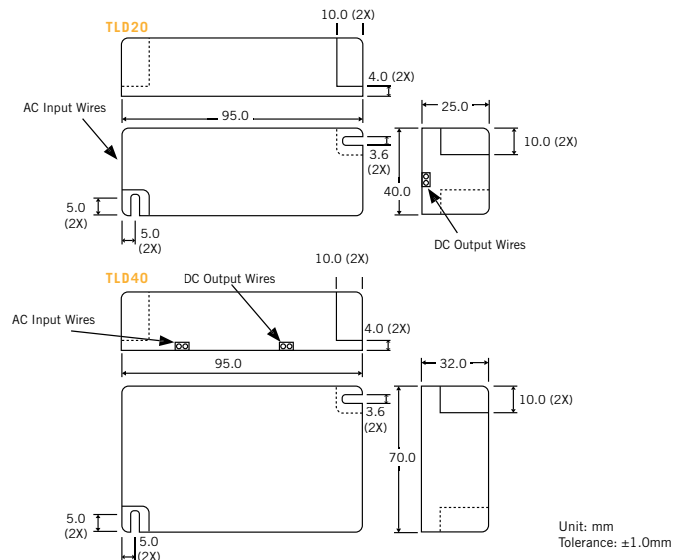 TLD20
10.0 (2X)
4.0 (2X)
AC Input Wires
95.0
25.0
10.0 (2X)
3.6
(2X)
40.0
5.0
(2X)
5.0
(2X)
DC Output Wires
TLD40
DC Output Wires
10.0 (2X)
AC Input Wires
4.0 (2X)
95.0
32.0
10.0 (2X)
3.6
(2X)
70.0
5.0
(2X)
5.0
(2X)
Unit: mm
Tolerance: ±1.0mm